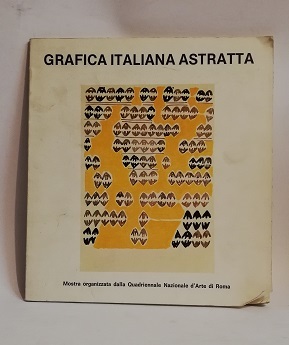 GRAFICA ITALIANA ASTRATTA
Mostra organizzata dalla Quadriennale Nazionale d'Arte di Roma